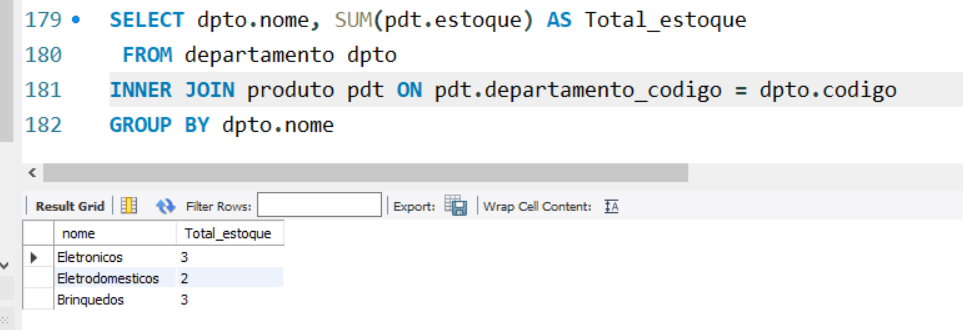 179 SELECT dpto.nome, SUM(pdt.estoque) AS Total_estoque
180 FROM departamento dpto
181 INNER JOIN produto pdt ON pdt.departamento_codigo = dpto.codigo
182 GROUP BY dpto.nome
Result Grid Filter Rows: Export: Wrap Cell Content:
nome Total_estoque
Eletronicos 3
Eletrodomesticos 2
Brinquedos 3